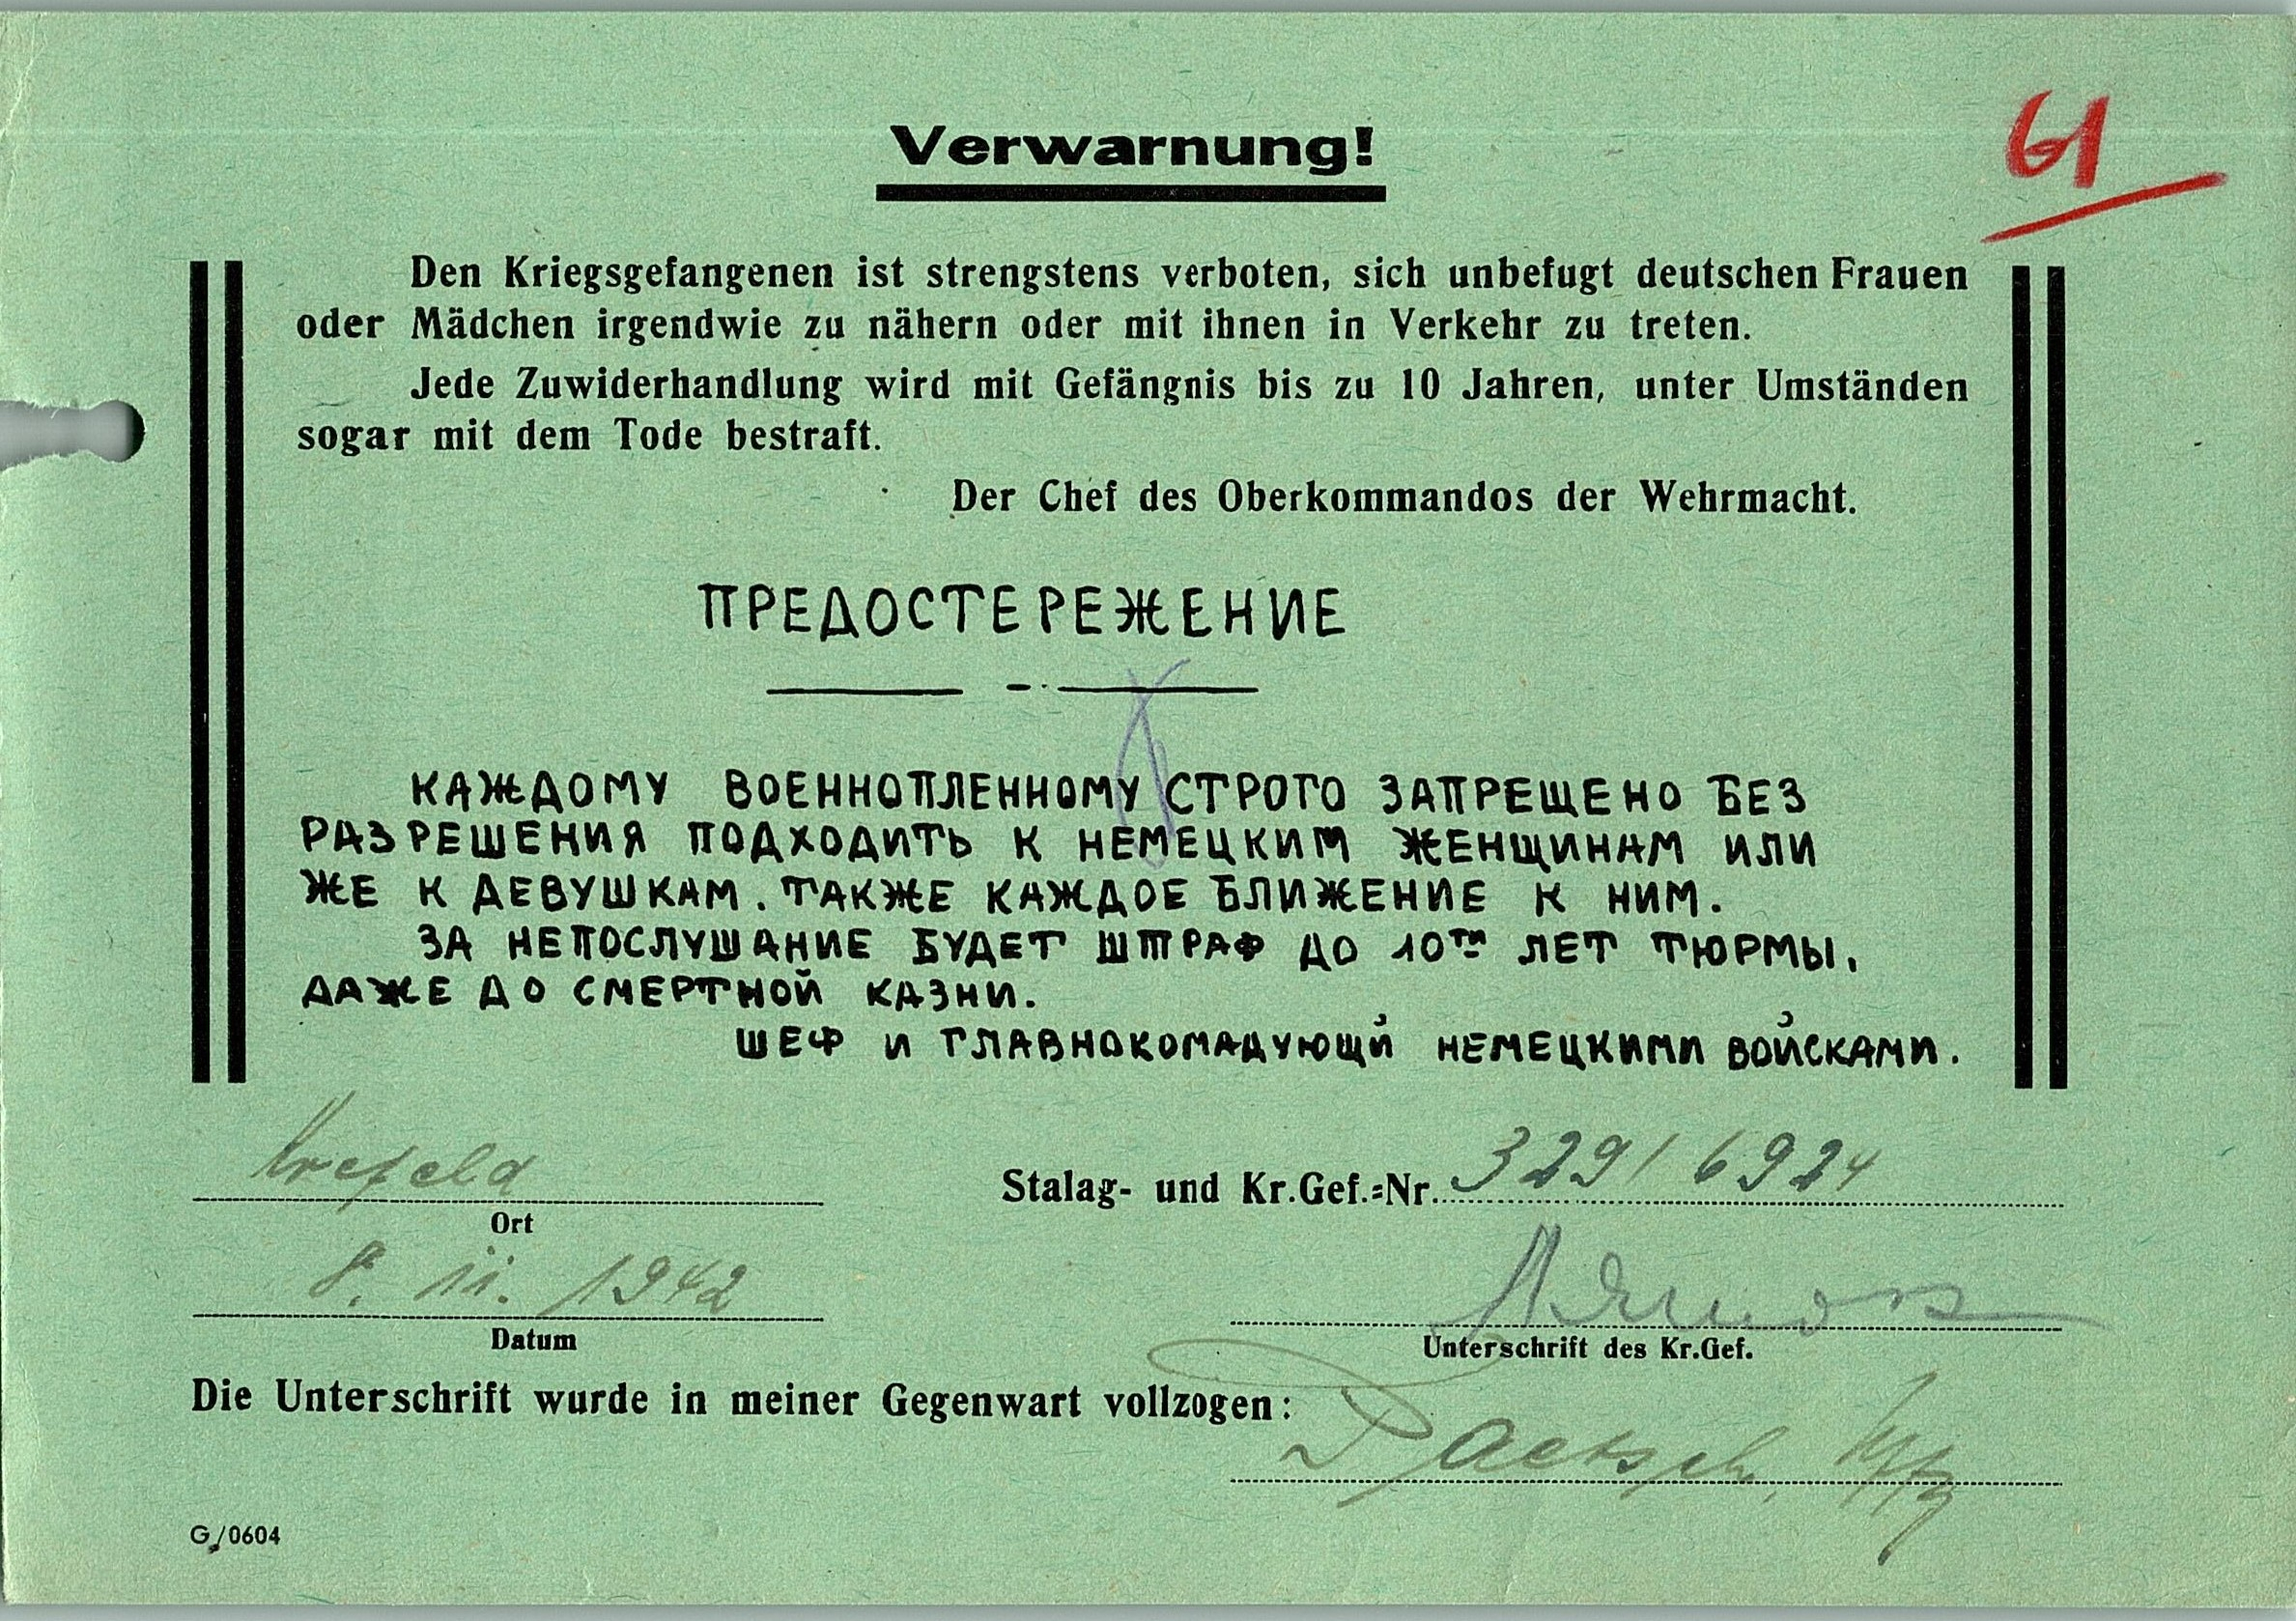 61
Verwarnung!
Den Kriegsgefangenen ist strengstens verboten, sich unbefugt deutschen Frauen
oder Mädchen irgendwie zu nähern oder mit ihnen in Verkehr zu treten.
Jede Zuwiderhandlung wird mit Gefängnis bis zu 10 Jahren, unter Umständen
sogar mit dem Tode bestraft.
Der Chef des Oberkommandos der Wehrmacht.
ПРЕДОСТЕРЕЖЕНИЕ
КАЖДОМУ ВОЕННОПЛЕННОМУ СТРОГО ЗАПРЕЩЕНО БЕЗ
РАЗРЕШЕНИЯ ПОДХОДИТЬ К НЕМЕЦКИМ ЖЕНЩИНАМ ИЛИ
ЖЕ К ДЕВУШКАМ. ТАКЖЕ КАЖДОЕ БЛИЖЕНИЕ К НИМ.
ЗА НЕПОСЛУШАНИЕ БУДЕТ ШТРАФ ДО 10ти ЛЕТ ТЮРМЫ,
ДАЖЕ ДО СМЕРТНОЙ КАЗНИ.
ШЕФ И ГЛАВНОКОМАДУЮЩЙ НЕМЕЦКИМИ ВОЙСКАМИ.
Krefeld
Stalag- und Kr.Gef.=Nr. 329/6924
Ort
8. 11. 1942
Datum
Unterschrift des Kr.Gef.
Die Unterschrift wurde in meiner Gegenwart vollzogen:
Paetsch,
G/0604